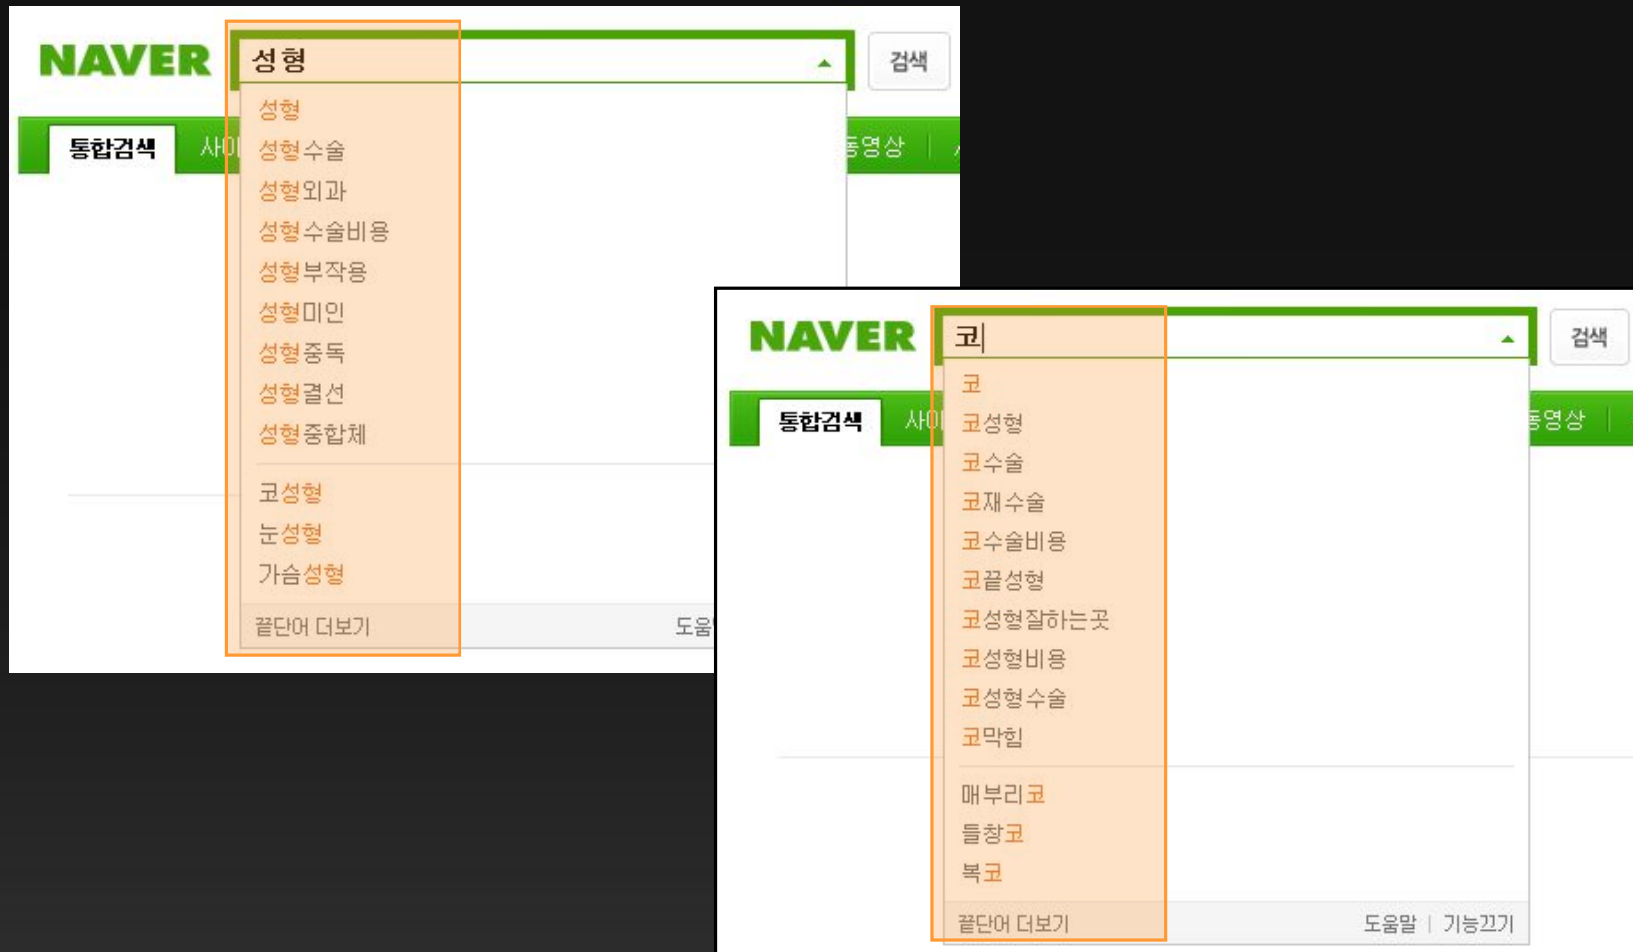 NAVER 성형 검색
통합검색 동영상
성형
성형수술
성형외과
성형수술비용
성형부작용
성형미인
성형중독
성형결선
성형중합체
코성형
눈성형
가슴성형
끝단어 더보기
NAVER 코 검색
통합검색 동영상
코
코성형
코수술
코재수술
코수술비용
코끝성형
코성형잘하는곳
코성형비용
코성형수술
코막힘
매부리코
들창코
복코
끝단어 더보기 도움말 | 기능끄기